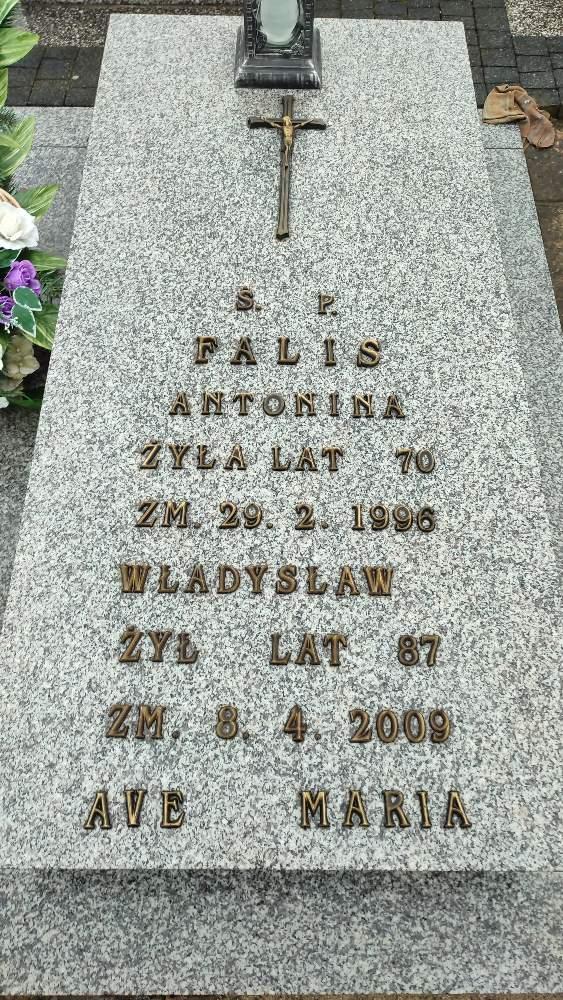 Ś. P.
FALIS
ANTONINA
ŻYŁA LAT 70
ZM. 29. 2. 1996
WŁADYSŁAW
ŻYŁ LAT 87
ZM. 8. 4. 2009
AVE MARIA